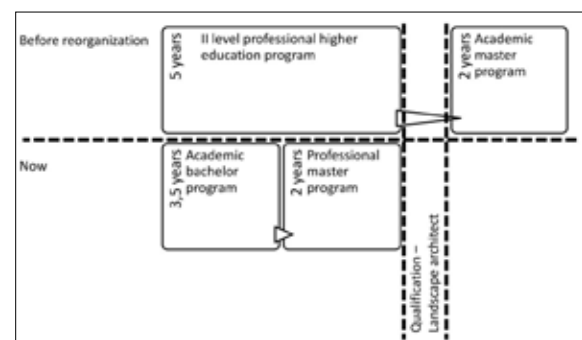 Before reorganization
5 years
II level professional higher
education program
2 years
Academic
master
program
Now
3,5 years
Academic
bachelor
program
2 years
Professional
master
program
Qualification –
Landscape architect